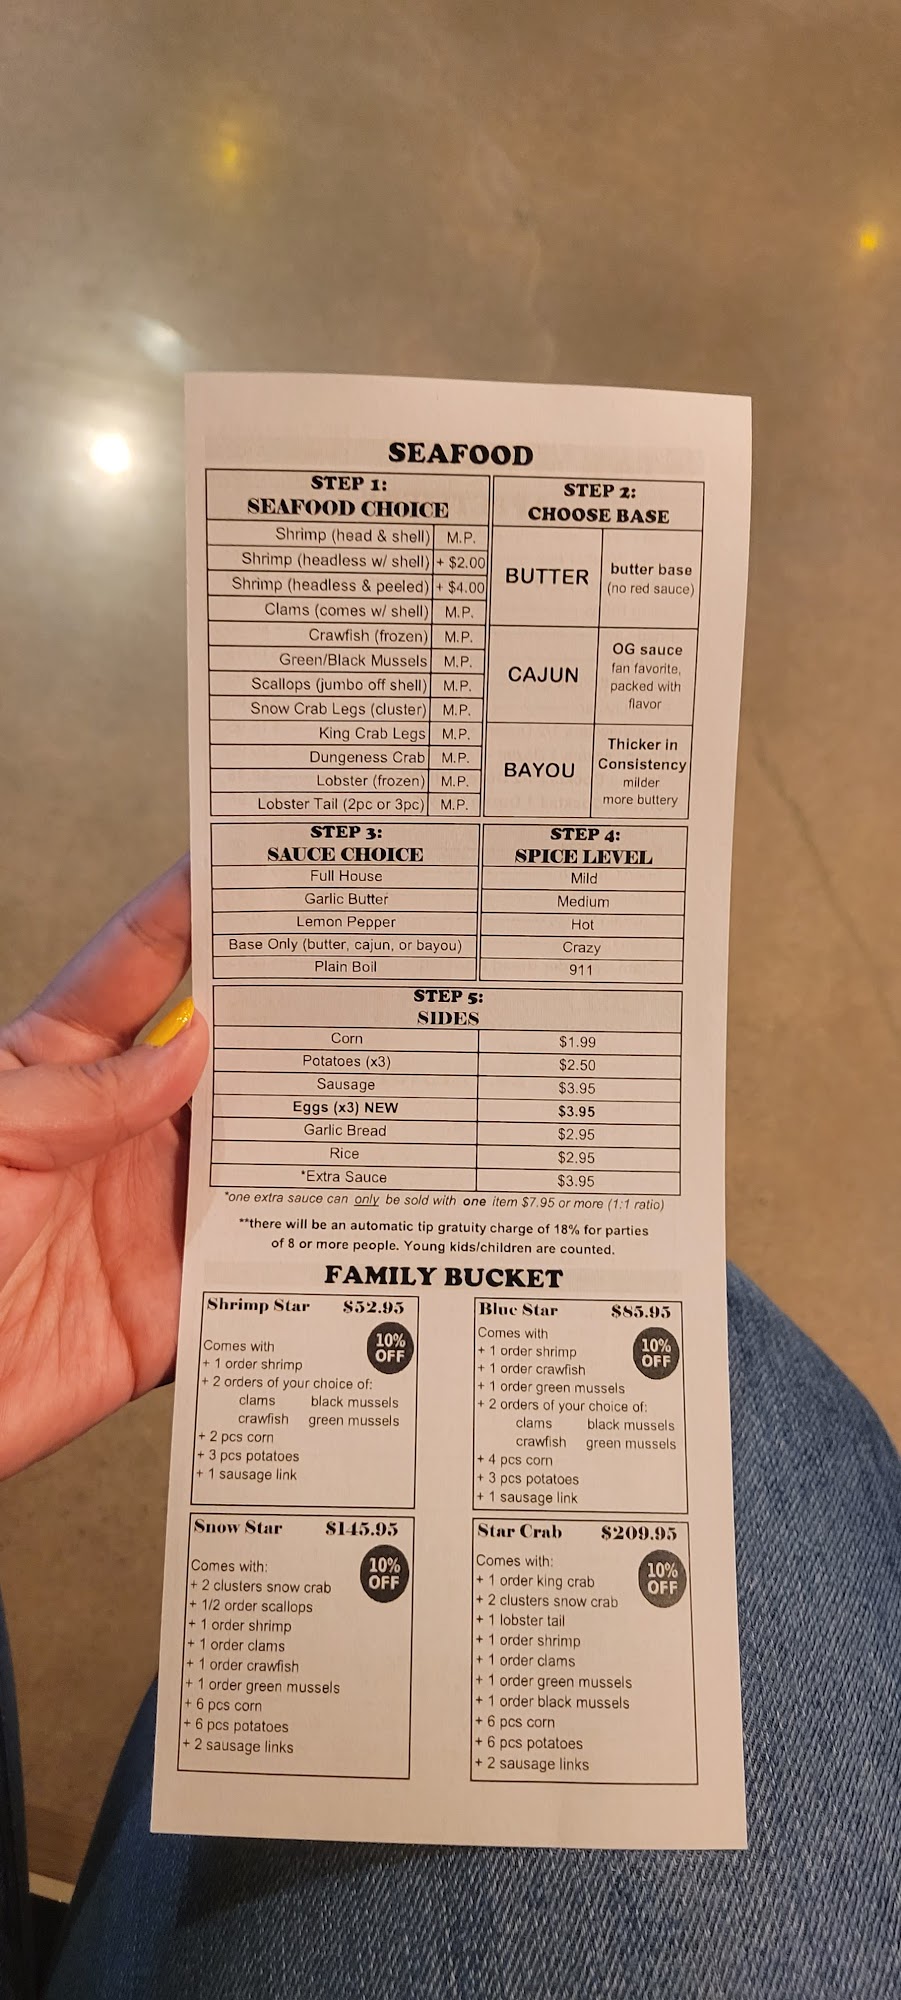 SEAFOOD
STEP 1:
SEAFOOD CHOICE
Shrimp (head & shell) M.P.
Shrimp (headless w/ shell) + $2.00
Shrimp (headless & peeled) + $4.00
Clams (comes w/ shell) M.P.
Crawfish (frozen) M.P.
Green/Black Mussels M.P.
Scallops (jumbo off shell) M.P.
Snow Crab Legs (cluster) M.P.
King Crab Legs M.P.
Dungeness Crab M.P.
Lobster (frozen) M.P.
Lobster Tail (2pc or 3pc) M.P.
STEP 2:
CHOOSE BASE
BUTTER
butter base
(no red sauce)
CAJUN
OG sauce
fan favorite,
packed with
flavor
BAYOU
Thicker in
Consistency
milder
more buttery
STEP 3:
SAUCE CHOICE
Full House
Garlic Butter
Lemon Pepper
Base Only (butter, cajun, or bayou)
Plain Boil
STEP 4:
SPICE LEVEL
Mild
Medium
Hot
Crazy
911
STEP 5:
SIDES
Corn $1.99
Potatoes (x3) $2.50
Sausage $3.95
Eggs (x3) NEW $3.95
Garlic Bread $2.95
Rice $2.95
*Extra Sauce $3.95
*one extra sauce can only be sold with one item $7.95 or more (1:1 ratio)
**there will be an automatic tip gratuity charge of 18% for parties
of 8 or more people. Young kids/children are counted.
FAMILY BUCKET
Shrimp Star $52.95
10%
OFF
Comes with
+ 1 order shrimp
+ 2 orders of your choice of:
clams black mussels
crawfish green mussels
+ 2 pcs corn
+ 3 pcs potatoes
+ 1 sausage link
Blue Star $85.95
10%
OFF
Comes with
+ 1 order shrimp
+ 1 order crawfish
+ 1 order green mussels
+ 2 orders of your choice of:
clams black mussels
crawfish green mussels
+ 4 pcs corn
+ 3 pcs potatoes
+ 1 sausage link
Snow Star $145.95
10%
OFF
Comes with:
+ 2 clusters snow crab
+ 1/2 order scallops
+ 1 order shrimp
+ 1 order clams
+ 1 order crawfish
+ 1 order green mussels
+ 6 pcs corn
+ 6 pcs potatoes
+ 2 sausage links
Star Crab $209.95
10%
OFF
Comes with:
+ 1 order king crab
+ 2 clusters snow crab
+ 1 lobster tail
+ 1 order shrimp
+ 1 order clams
+ 1 order green mussels
+ 1 order black mussels
+ 6 pcs corn
+ 6 pcs potatoes
+ 2 sausage links